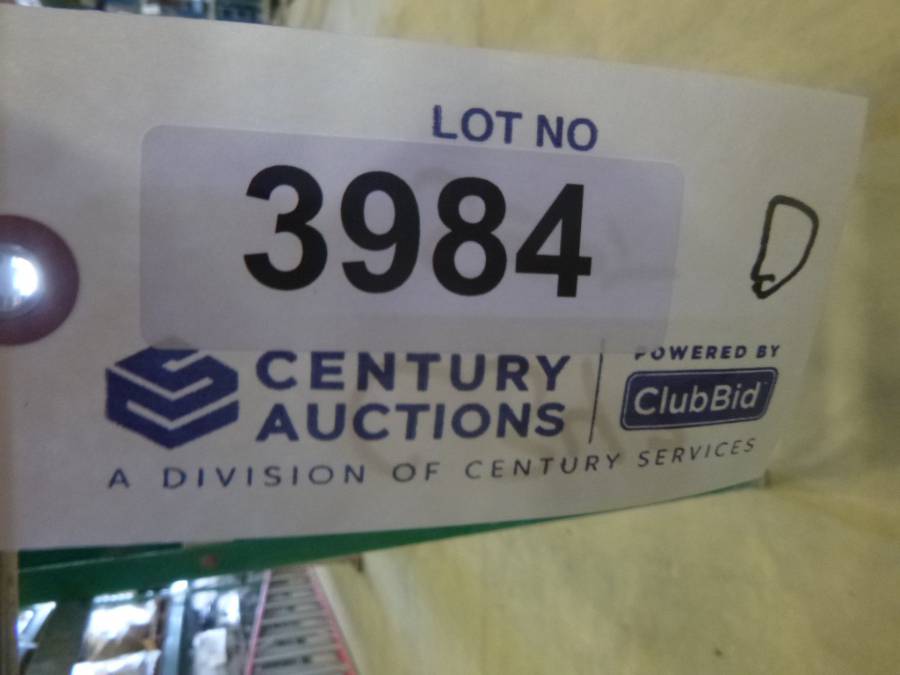 LOT NO
3984
D
CENTURY
AUCTIONS
POWERED BY
ClubBid
A DIVISION OF CENTURY SERVICES